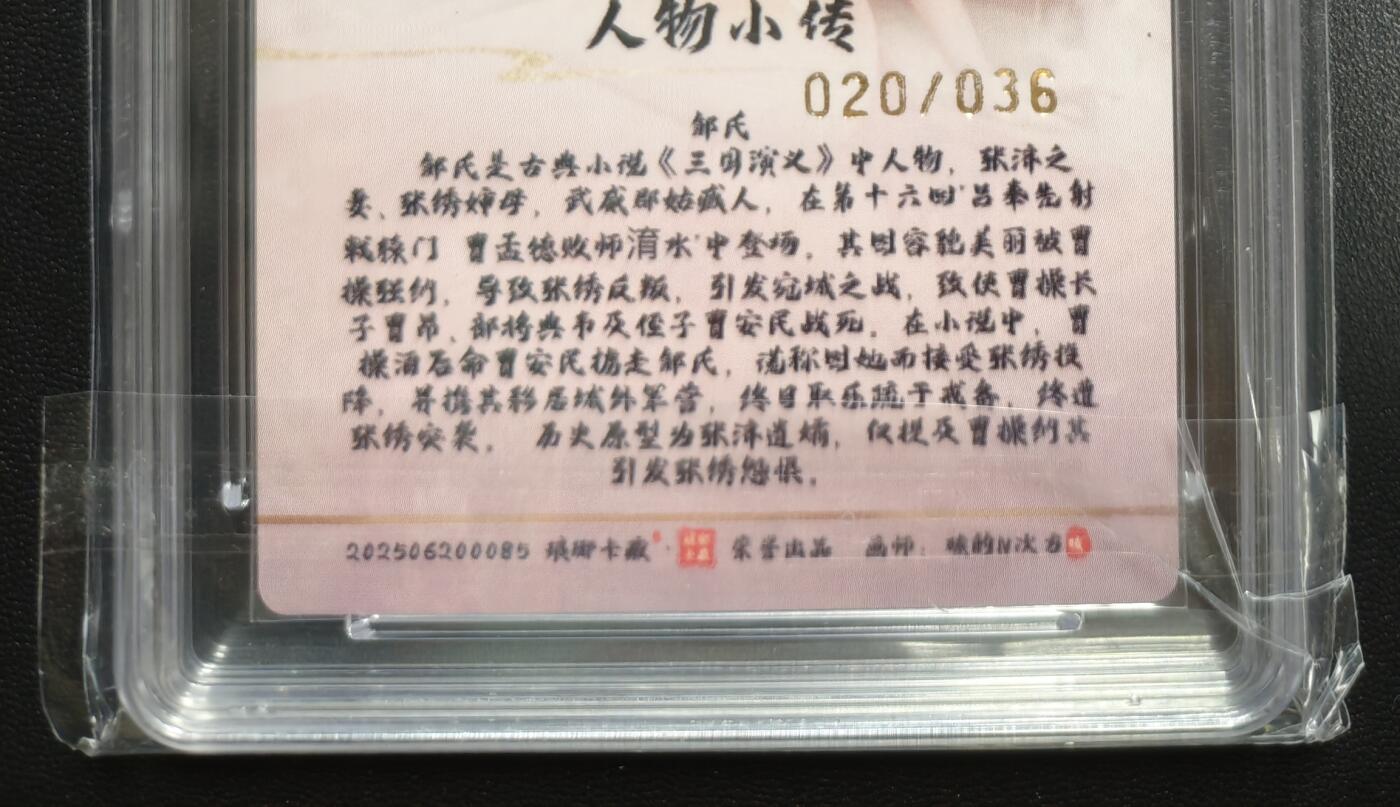 人物小传
020/036
邹氏
邹氏是古典小说《三国演义》中人物，张济之
妻、张绣婶母，武威郡姑臧人，在第十六回"吕奉先射
戟辕门 曹孟德败师淯水"中登场，其因容貌美丽被曹
操强纳，导致张绣反叛，引发宛城之战，致使曹操长
子曹昂、部将典韦及侄子曹安民战死。在小说中，曹
操酒后命曹安民掳走邹氏，谎称因她而接受张绣投
降，并携其移居城外军营，终日取乐疏于戒备，终遭
张绣突袭。 历史原型为张济遗孀，仅提及曹操纳其
引发张绣怨恨。
202506200085 琅琊卡藏 · 荣誉出品 画师：城的N次方